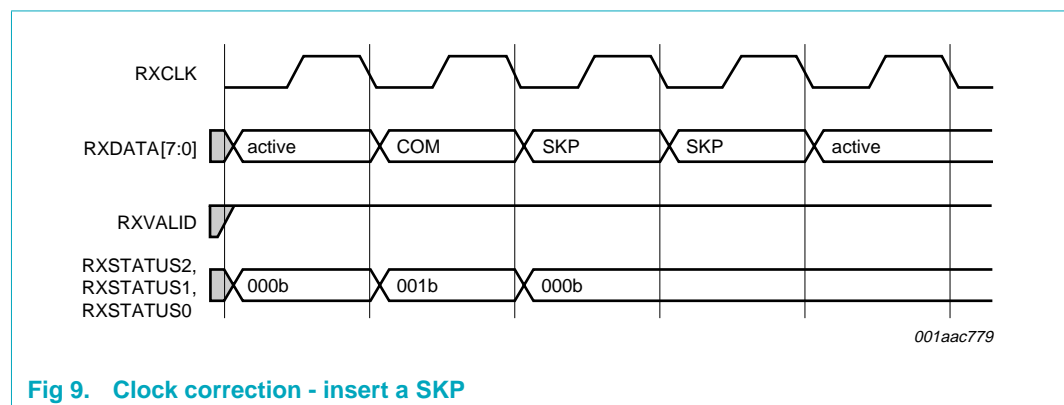 RXCLK
RXDATA[7:0]
active
COM
SKP
SKP
active
RXVALID
RXSTATUS2,
RXSTATUS1,
RXSTATUS0
000b
001b
000b
001aac779
Fig 9. Clock correction - insert a SKP